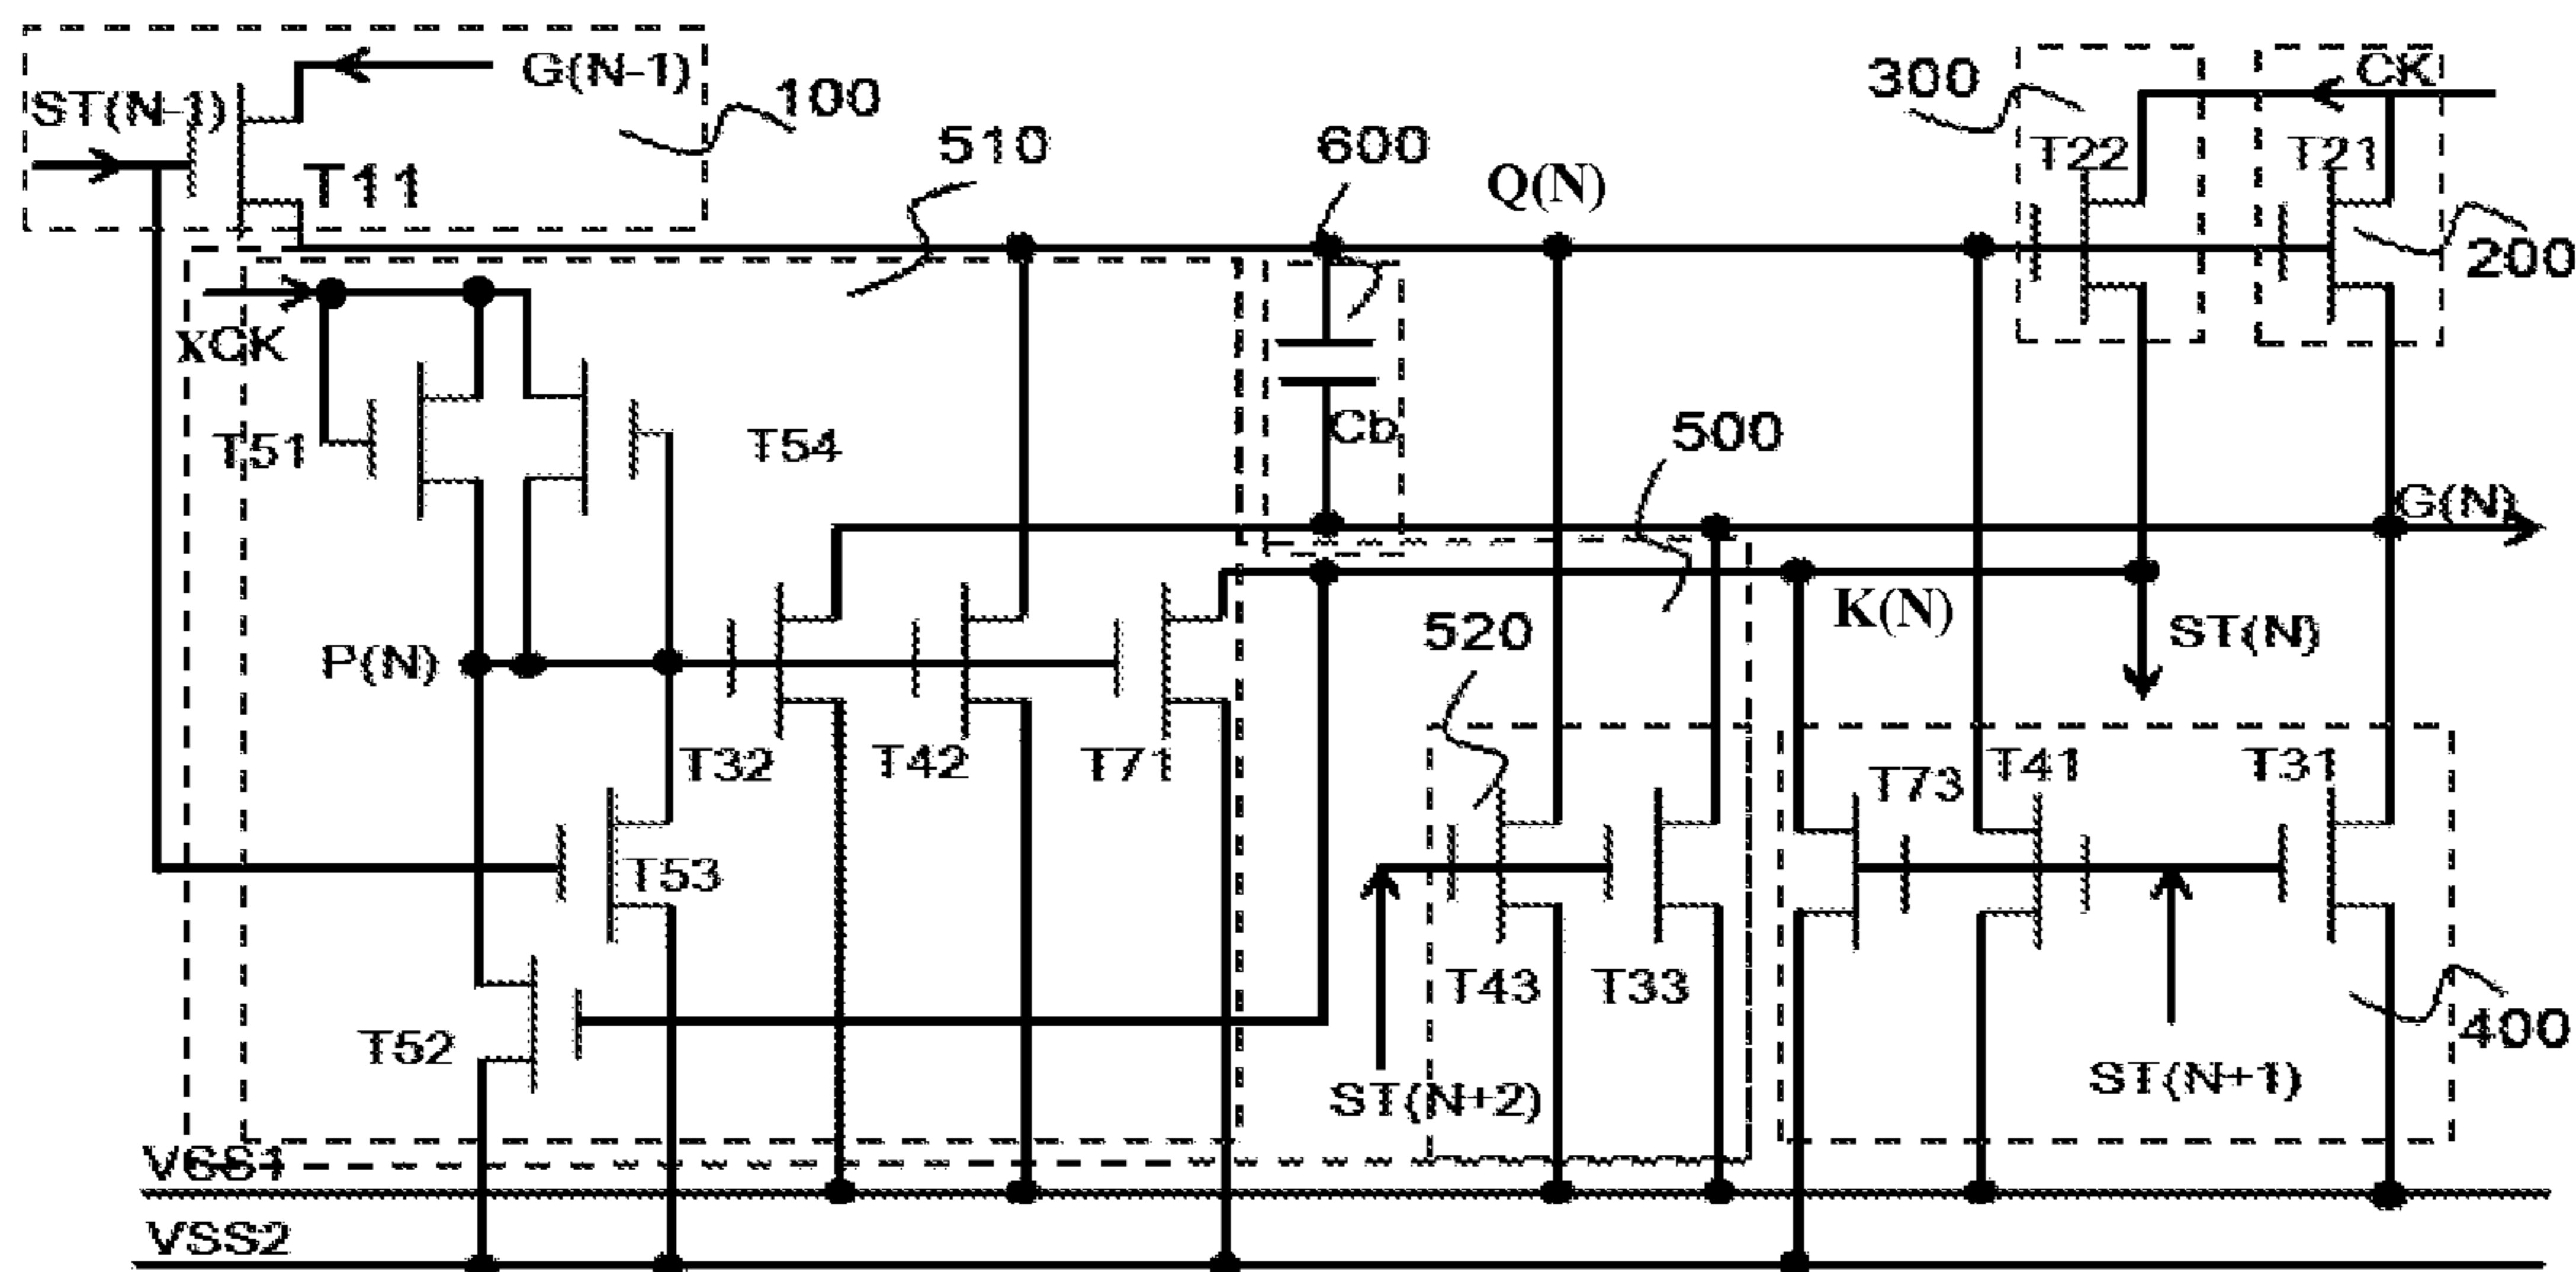 G(N-1)
ST(N-1)
100
T11
510
600
Q(N)
300
CK
T22
T21
200
XCK
T51
T54
Cb
500
G(N)
P(N)
K(N)
520
ST(N)
T32
T42
T71
T73
T41
T31
T53
T43
T33
T52
400
ST(N+2)
ST(N+1)
VSS1
VSS2